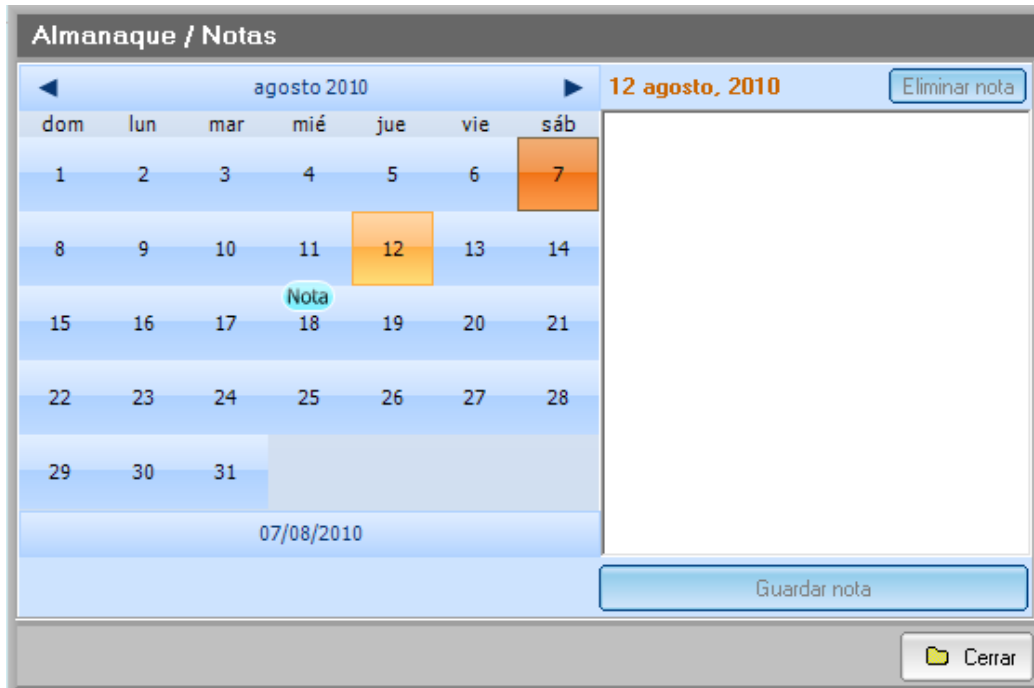 Almanaque / Notas
agosto 2010
12 agosto, 2010
Eliminar nota
dom lun mar mié jue vie sáb
1 2 3 4 5 6 7
8 9 10 11 12 13 14
Nota
15 16 17 18 19 20 21
22 23 24 25 26 27 28
29 30 31
07/08/2010
Guardar nota
Cerrar